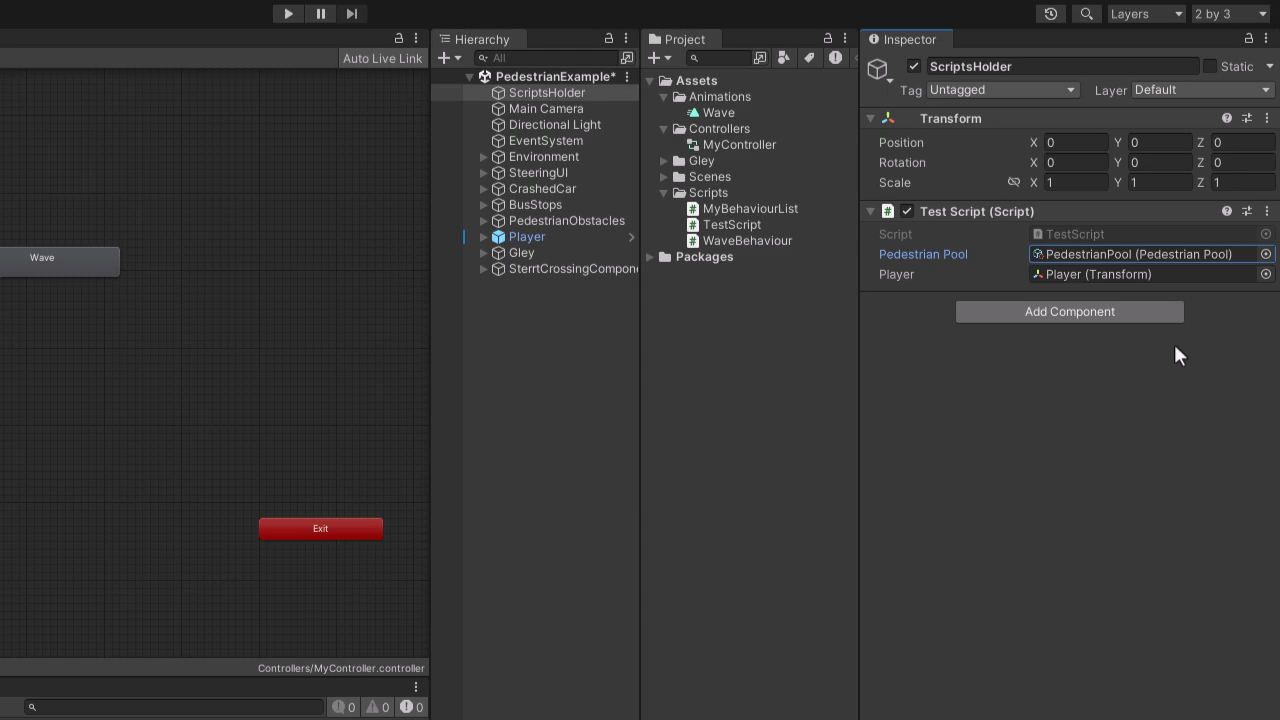 Layers
2 by 3
Auto Live Link
Wave
Exit
Controllers/MyController.controller
0
0
0
Hierarchy
All
PedestrianExample*
ScriptsHolder
Main Camera
Directional Light
EventSystem
Environment
SteeringUI
CrashedCar
BusStops
PedestrianObstacles
Player
Gley
SterrtCrossingCompone
Project
Assets
Animations
Wave
Controllers
MyController
Gley
Scenes
Scripts
MyBehaviourList
TestScript
WaveBehaviour
Packages
Inspector
ScriptsHolder
Static
Tag Untagged Layer Default
Transform
Position X 0 Y 0 Z 0
Rotation X 0 Y 0 Z 0
Scale X 1 Y 1 Z 1
# Test Script (Script)
Script TestScript
Pedestrian Pool PedestrianPool (Pedestrian Pool)
Player Player (Transform)
Add Component